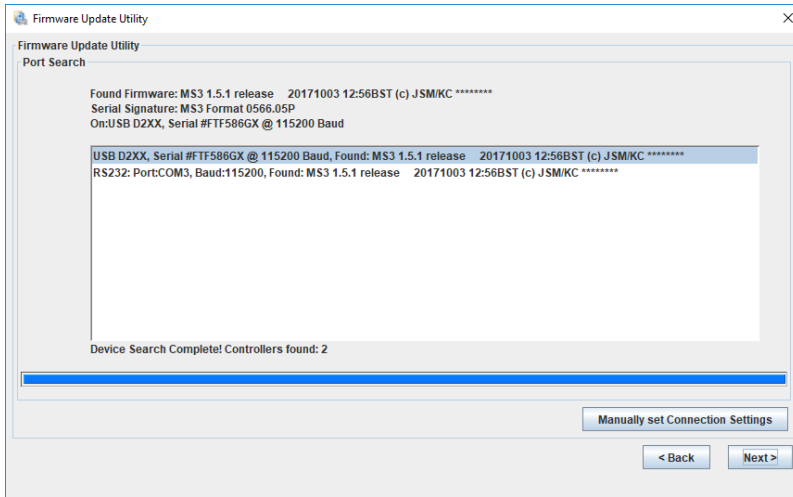 Firmware Update Utility
Firmware Update Utility
Port Search
Found Firmware: MS3 1.5.1 release 20171003 12:56BST (c) JSM/KC ********
Serial Signature: MS3 Format 0566.05P
On:USB D2XX, Serial #FTF586GX @ 115200 Baud
USB D2XX, Serial #FTF586GX @ 115200 Baud, Found: MS3 1.5.1 release 20171003 12:56BST (c) JSM/KC ********
RS232: Port:COM3, Baud:115200, Found: MS3 1.5.1 release 20171003 12:56BST (c) JSM/KC ********
Device Search Complete! Controllers found: 2
Manually set Connection Settings
< Back
Next >